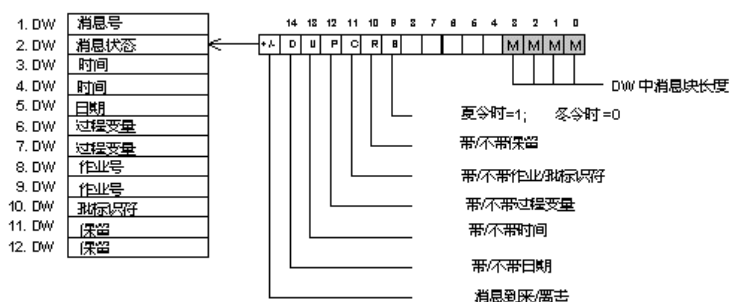 1. DW 消息号
2. DW 消息状态
3. DW 时间
4. DW 时间
5. DW 日期
6. DW 过程变量
7. DW 过程变量
8. DW 作业号
9. DW 作业号
10. DW 批标识符
11. DW 保留
12. DW 保留
14 13 12 11 10 9 8 7 6 5 4 3 2 1 0
+/- D U P C R B M M M M
DW 中消息块长度
夏令时=1; 冬令时=0
带/不带保留
带/不带作业/批标识符
带/不带过程变量
带/不带时间
带/不带日期
消息到来/离去